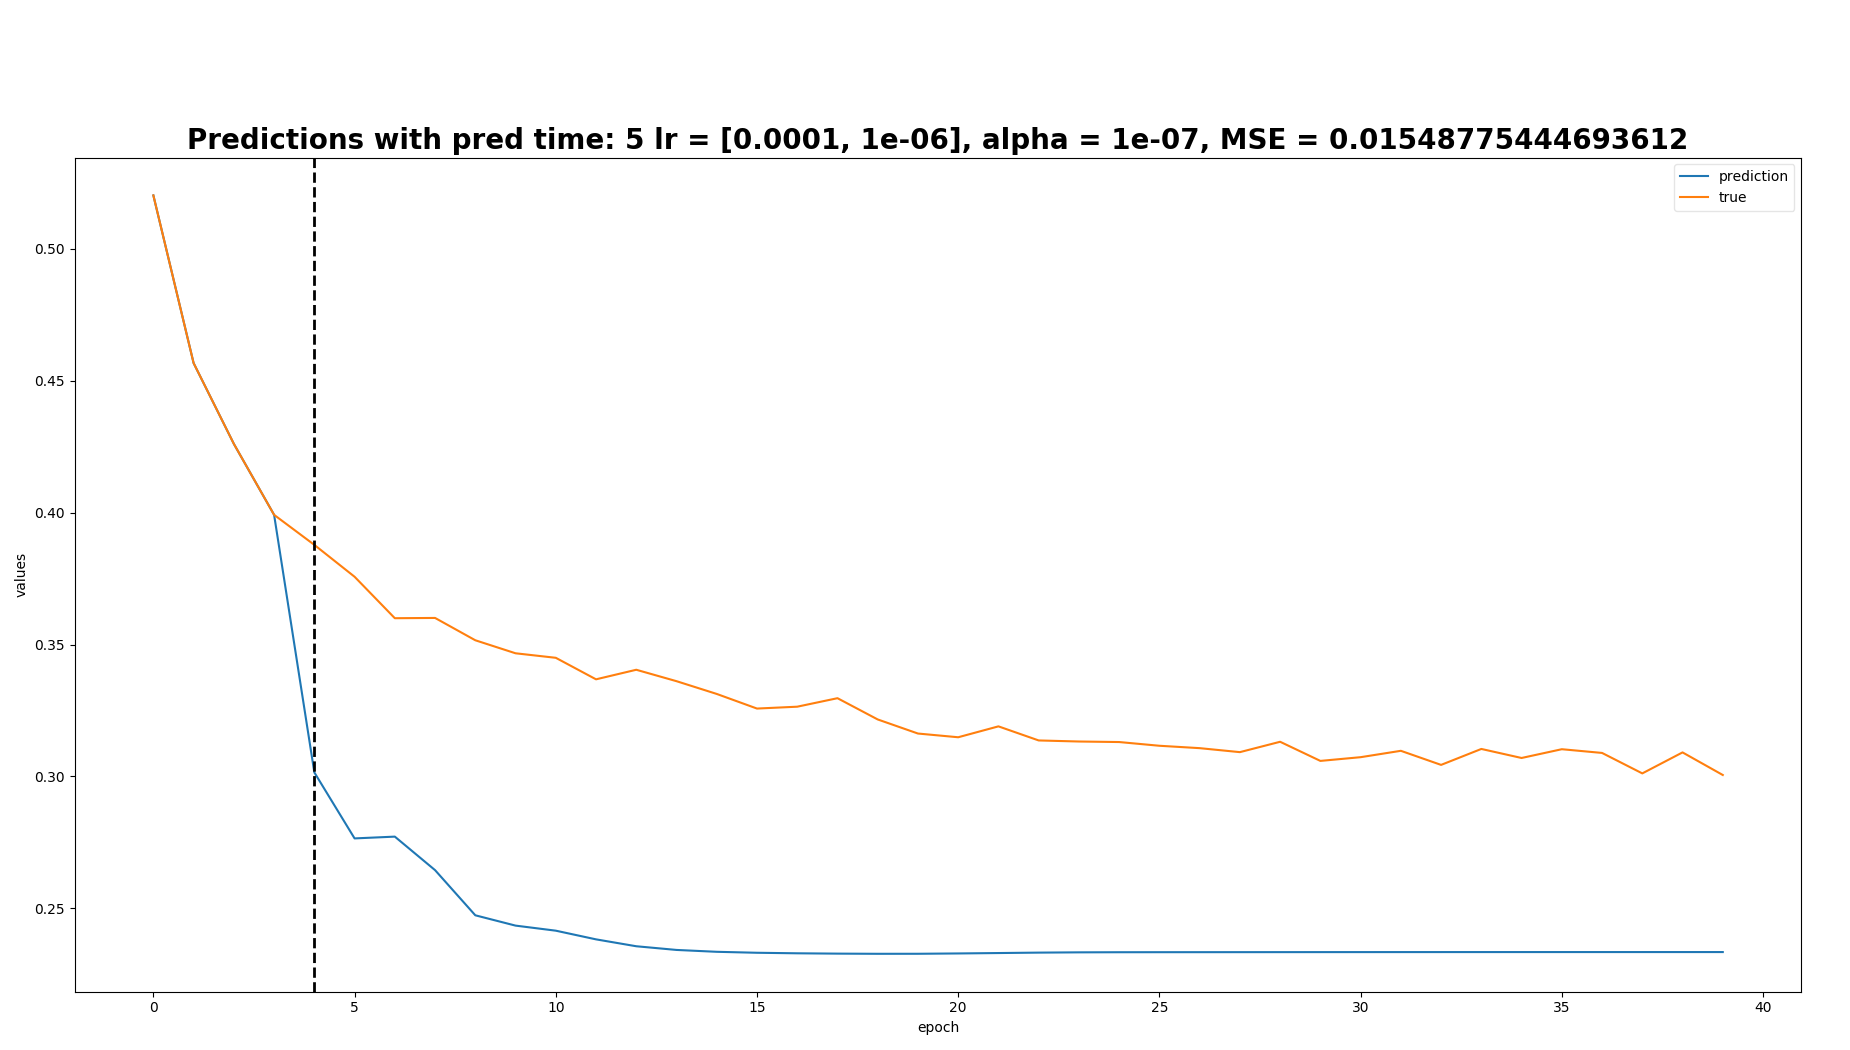 Predictions with pred time: 5 lr = [0.0001, 1e-06], alpha = 1e-07, MSE = 0.01548775444693612
prediction
true
0.50
0.45
0.40
0.35
0.30
0.25
values
0 5 10 15 20 25 30 35 40
epoch